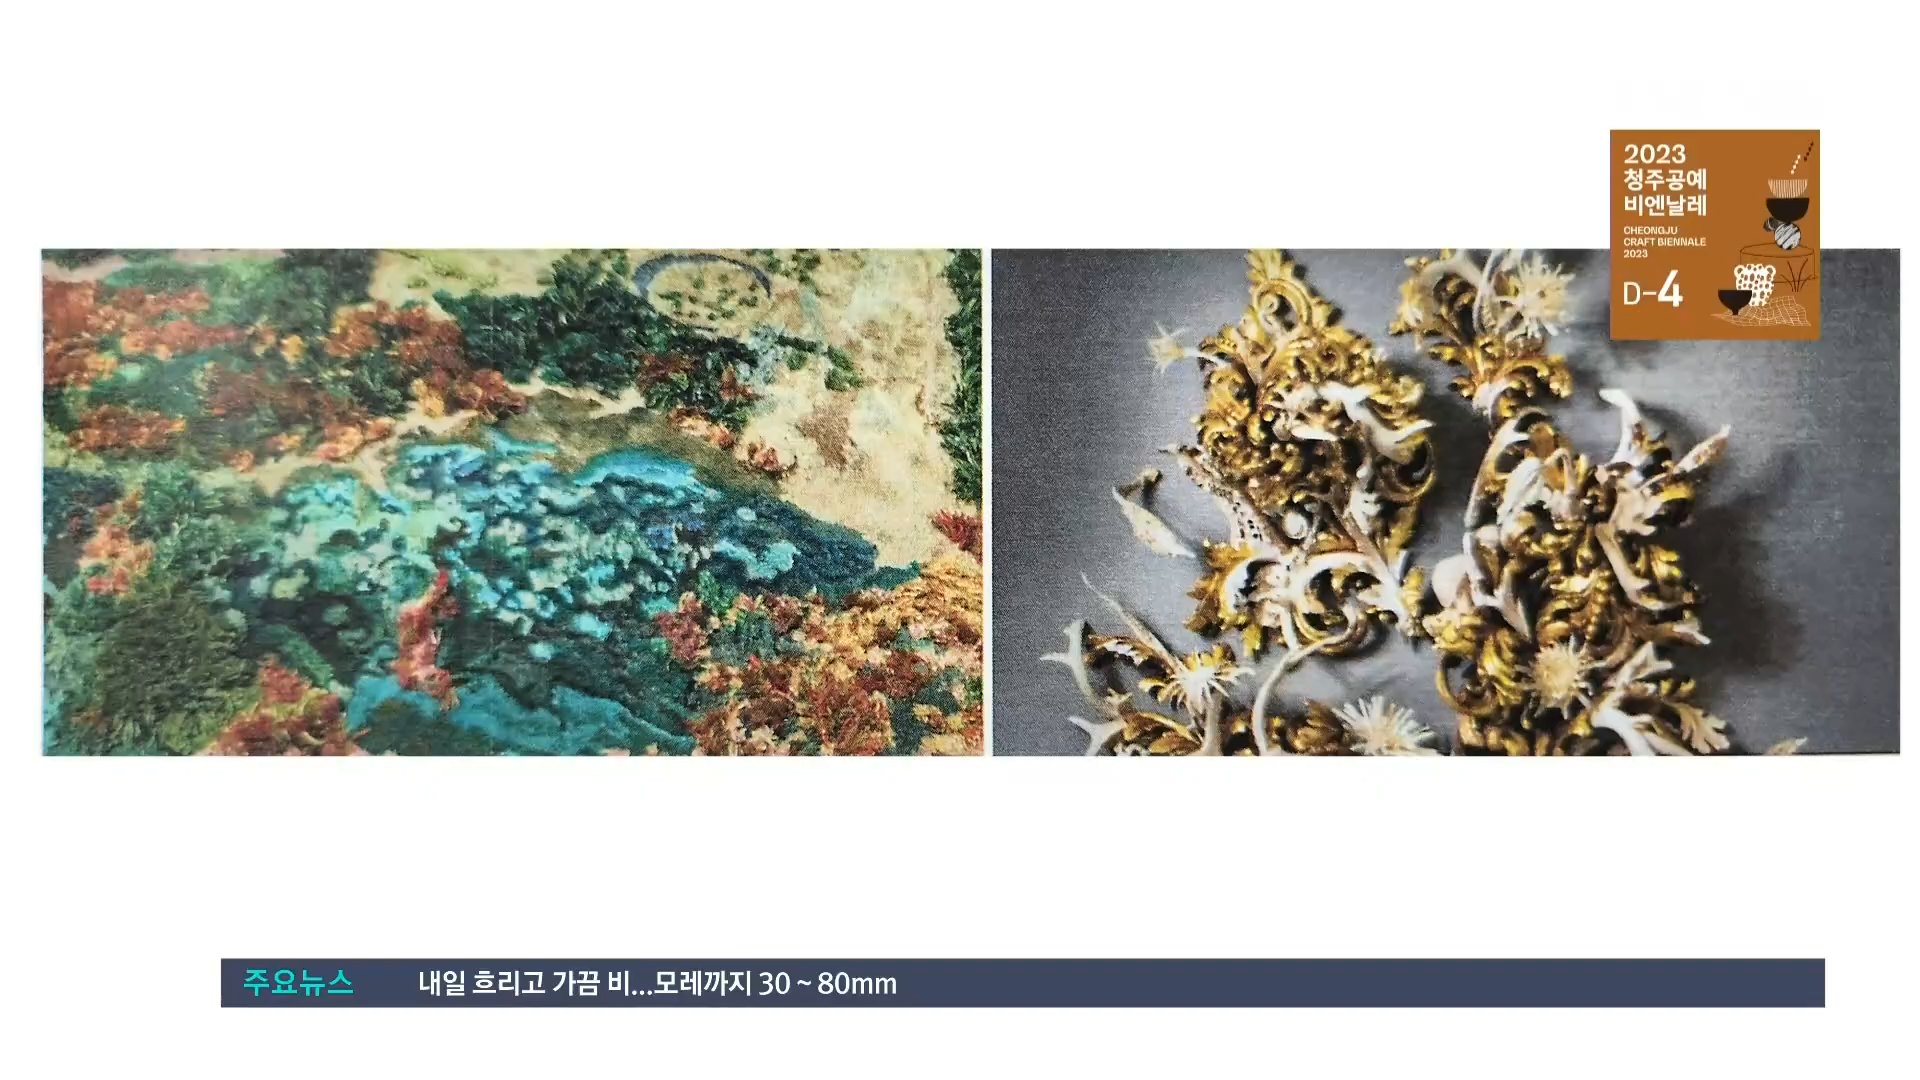 2023
청주공예
비엔날레
CHEONGJU
CRAFT BIENNALE
2023
D-4
주요뉴스 내일 흐리고 가끔 비...모레까지 30 ~ 80mm